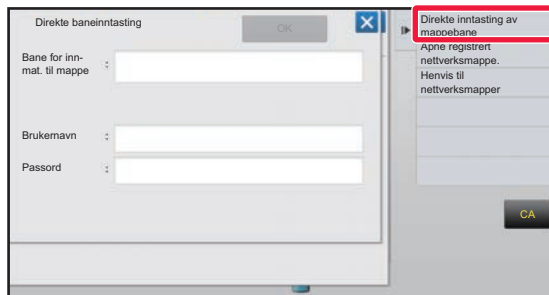 Direkte baneinntasting
OK
Bane for inn-
mat. til mappe :
Brukernavn :
Passord :
Direkte inntasting av
mappebane
Åpne registrert
nettverksmappe.
Henvis til
nettverksmapper
CA